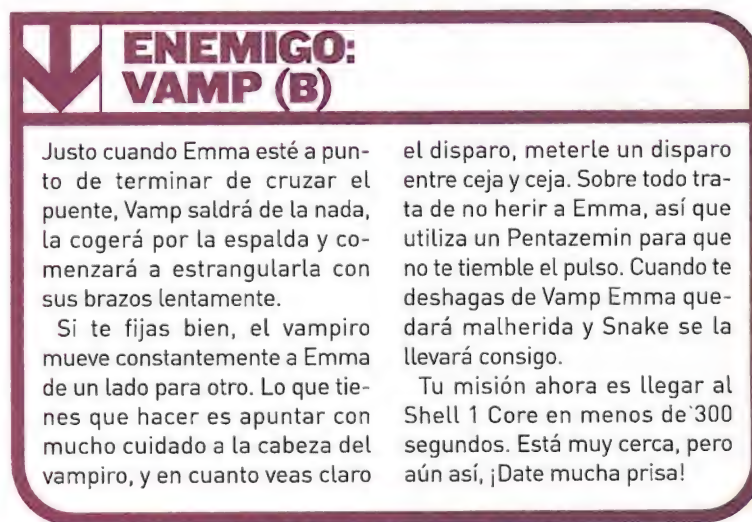 ENEMIGO:
VAMP (B)
Justo cuando Emma esté a pun-
to de terminar de cruzar el
puente, Vamp saldrá de la nada,
la cogerá por la espalda y co-
menzará a estrangularla con
sus brazos lentamente.
Si te fijas bien, el vampiro
mueve constantemente a Emma
de un lado para otro. Lo que tie-
nes que hacer es apuntar con
mucho cuidado a la cabeza del
vampiro, y en cuanto veas claro
el disparo, meterle un disparo
entre ceja y ceja. Sobre todo tra-
ta de no herir a Emma, así que
utiliza un Pentazemin para que
no te tiemble el pulso. Cuando te
deshagas de Vamp Emma que-
dará malherida y Snake se la
llevará consigo.
Tu misión ahora es llegar al
Shell 1 Core en menos de 300
segundos. Está muy cerca, pero
aún así, ¡Date mucha prisa!